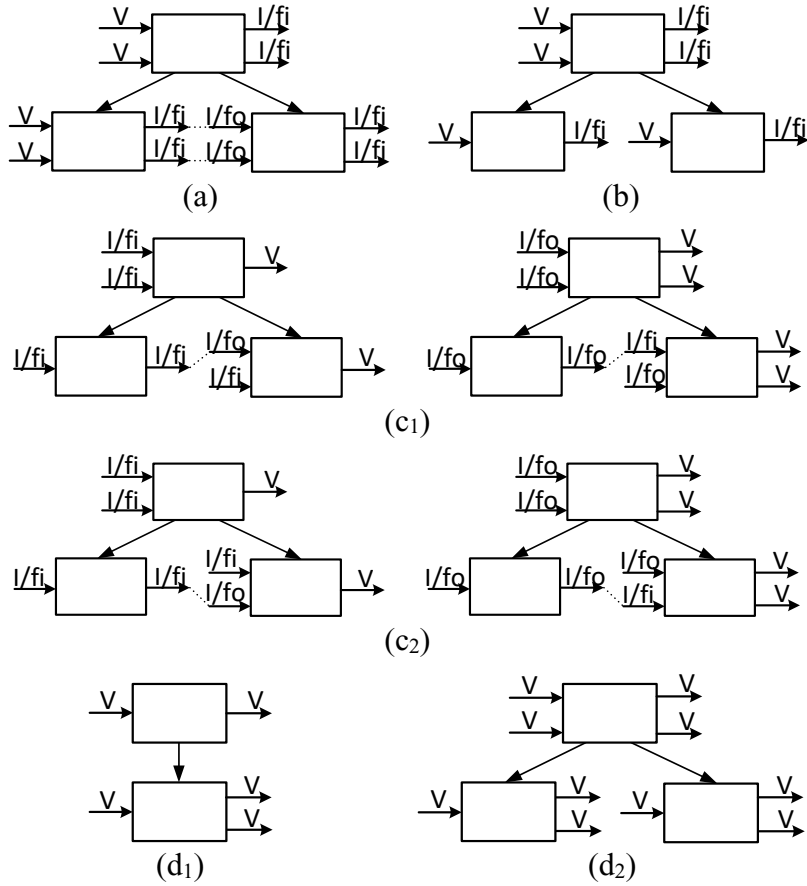 V I/fi V I/fi
V I/fi V I/fi
V I/fi I/fo I/fi
V I/fi I/fo I/fi V I/fi V I/fi
(a) (b)
I/fi I/fo V
I/fi V I/fo V
I/fi I/fi I/fo V I/fo I/fo I/fi V
I/fi I/fo V
(c1)
I/fi I/fo V
I/fi V I/fo V
I/fi I/fi I/fi V I/fo I/fo I/fo V
I/fo I/fi V
(c2)
V V V V
V V
V V V V V V
V V V
(d1) (d2)